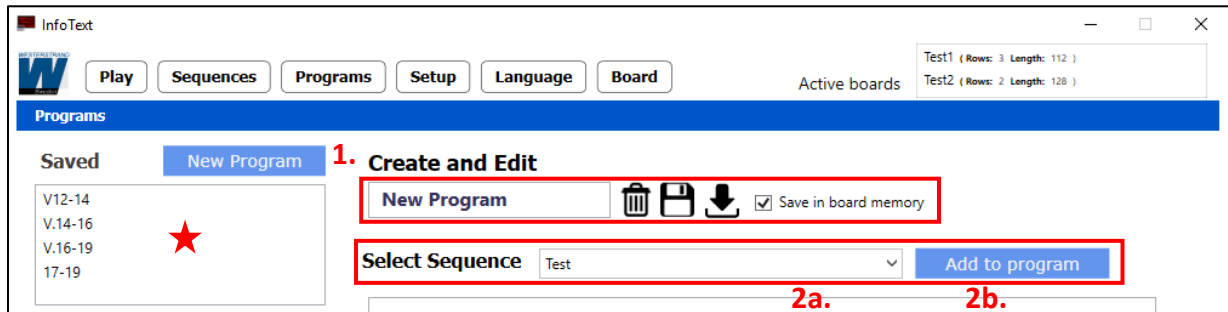 InfoText
WESTERSTRAND
W
Play Sequences Programs Setup Language Board
Active boards
Test1 ( Rows: 3 Length: 112 )
Test2 ( Rows: 2 Length: 128 )
Programs
Saved New Program
V12-14
V.14-16
V.16-19
17-19
1. Create and Edit
New Program Save in board memory
Select Sequence Test Add to program
2a. 2b.